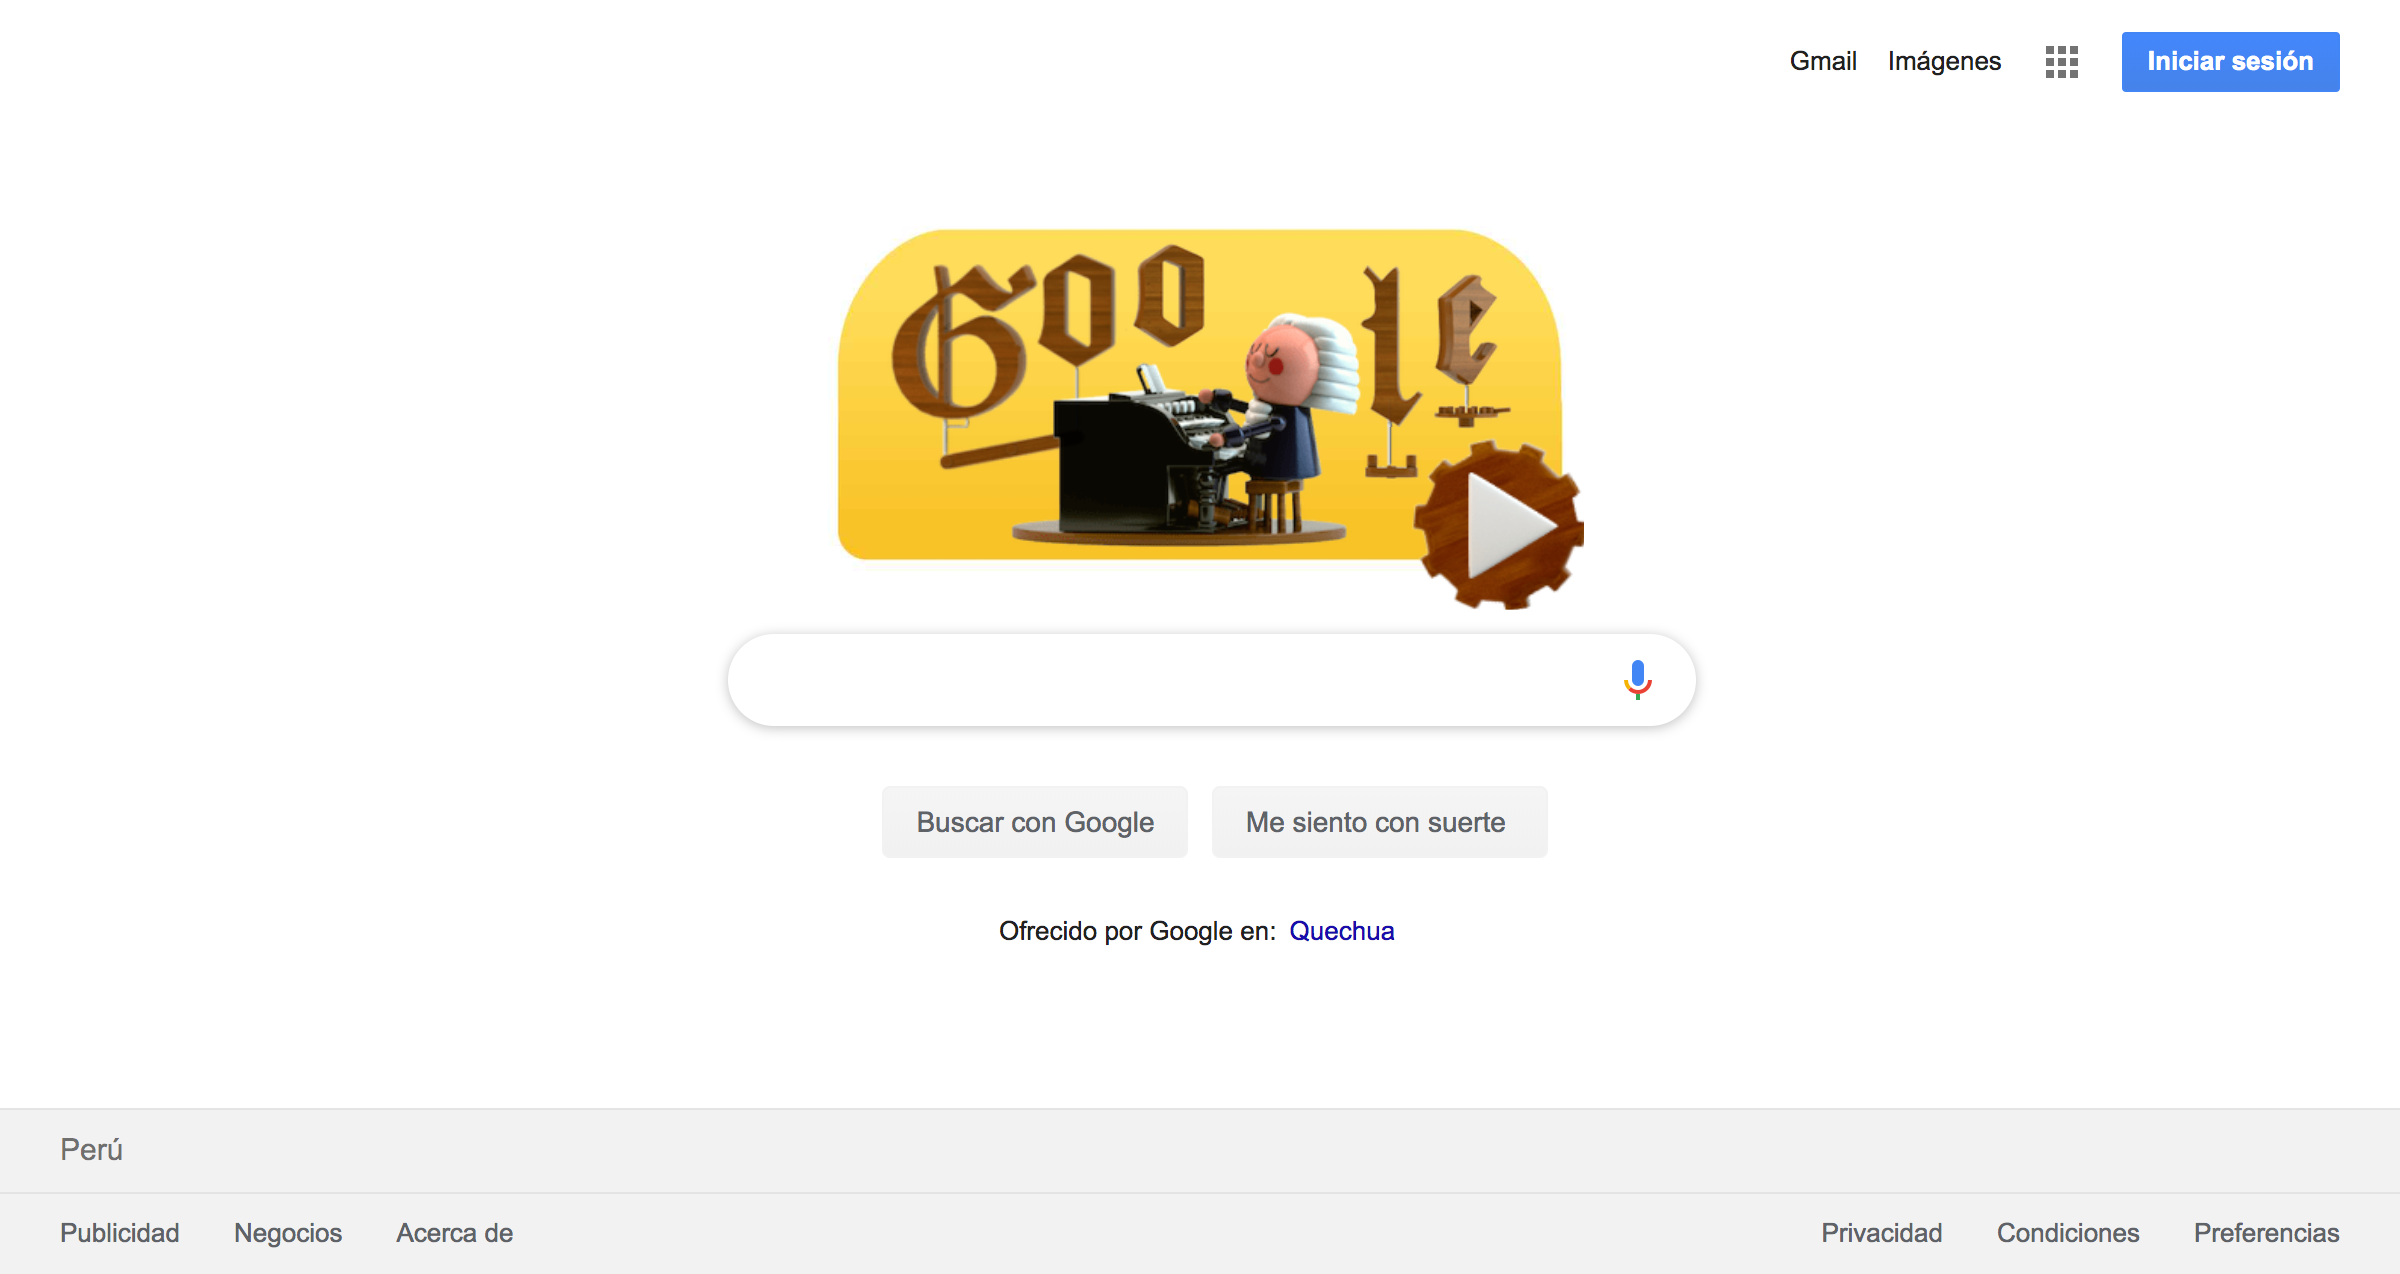 Gmail Imágenes Iniciar sesión
Google
Buscar con Google Me siento con suerte
Ofrecido por Google en: Quechua
Perú
Publicidad Negocios Acerca de Privacidad Condiciones Preferencias